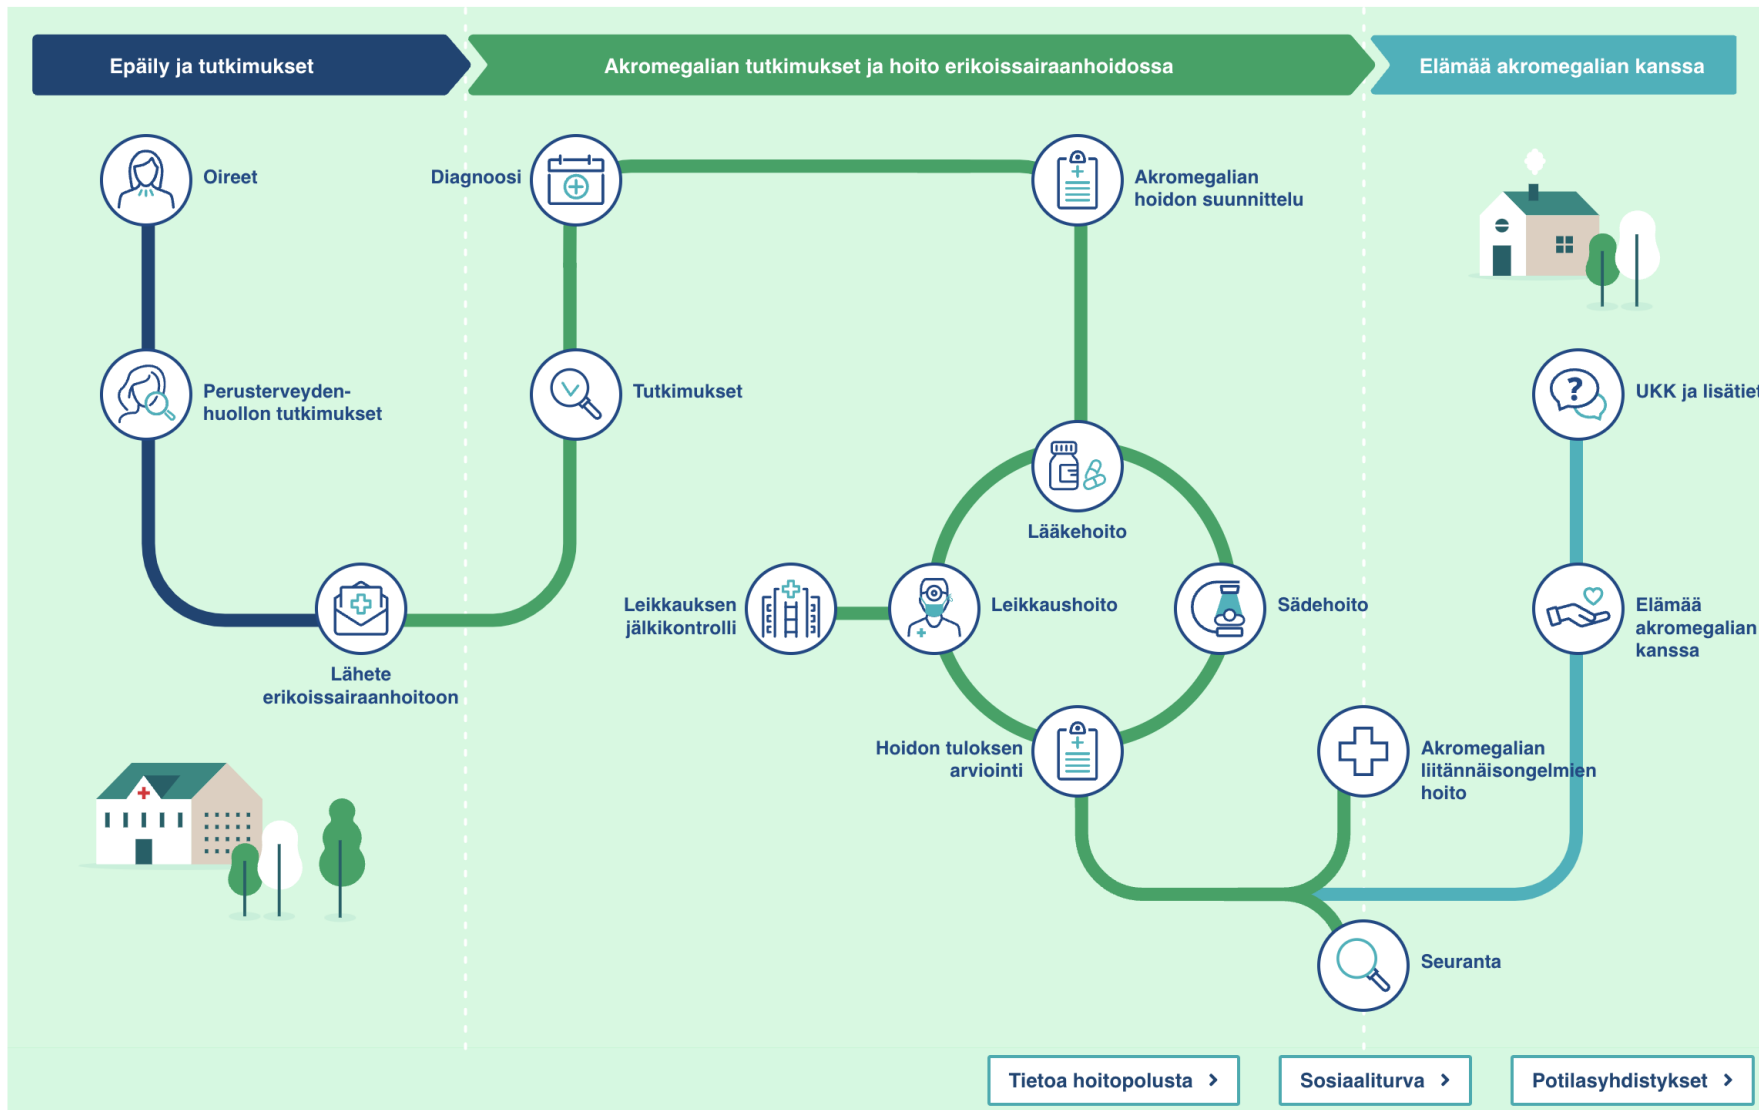 Epäily ja tutkimukset
Akromegalian tutkimukset ja hoito erikoissairaanhoidossa
Elämää akromegalian kanssa
Oireet
Diagnoosi
Akromegalian
hoidon suunnittelu
Perusterveyden-
huollon tutkimukset
Tutkimukset
UKK ja lisätiet
Lääkehoito
Leikkauksen
jälkikontrolli
Leikkaushoito
Sädehoito
Elämää
akromegalian
kanssa
Lähete
erikoissairaanhoitoon
Hoidon tuloksen
arviointi
Akromegalian
liitännäisongelmien
hoito
Seuranta
Tietoa hoitopolusta
Sosiaaliturva
Potilasyhdistykset